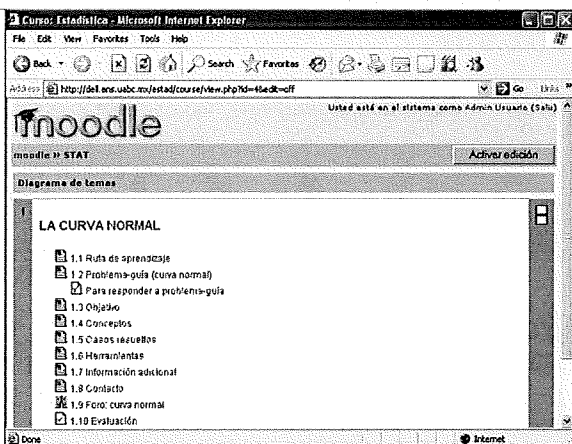 Curso: Estadística - Microsoft Internet Explorer
File Edit View Favorites Tools Help
Back Search Favorites
Address http://del.ens.uabc.mx/estad/course/view.php?id=4&edit=off Go Links
Usted está en el sistema como Admin Usuario (Salir)
moodle
moodle » STAT Activar edición
Diagrama de temas
1
LA CURVA NORMAL
1.1 Ruta de aprendizaje
1.2 Problema-guía (curva normal)
Para responder a problema-guía
1.3 Objetivo
1.4 Conceptos
1.5 Casos resueltos
1.6 Herramientas
1.7 Información adicional
1.8 Contacto
1.9 Foro: curva normal
1.10 Evaluación
Done Internet